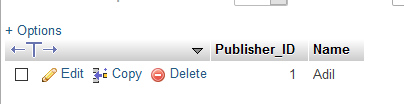 + Options
Publisher_ID Name
Edit Copy Delete 1 Adil